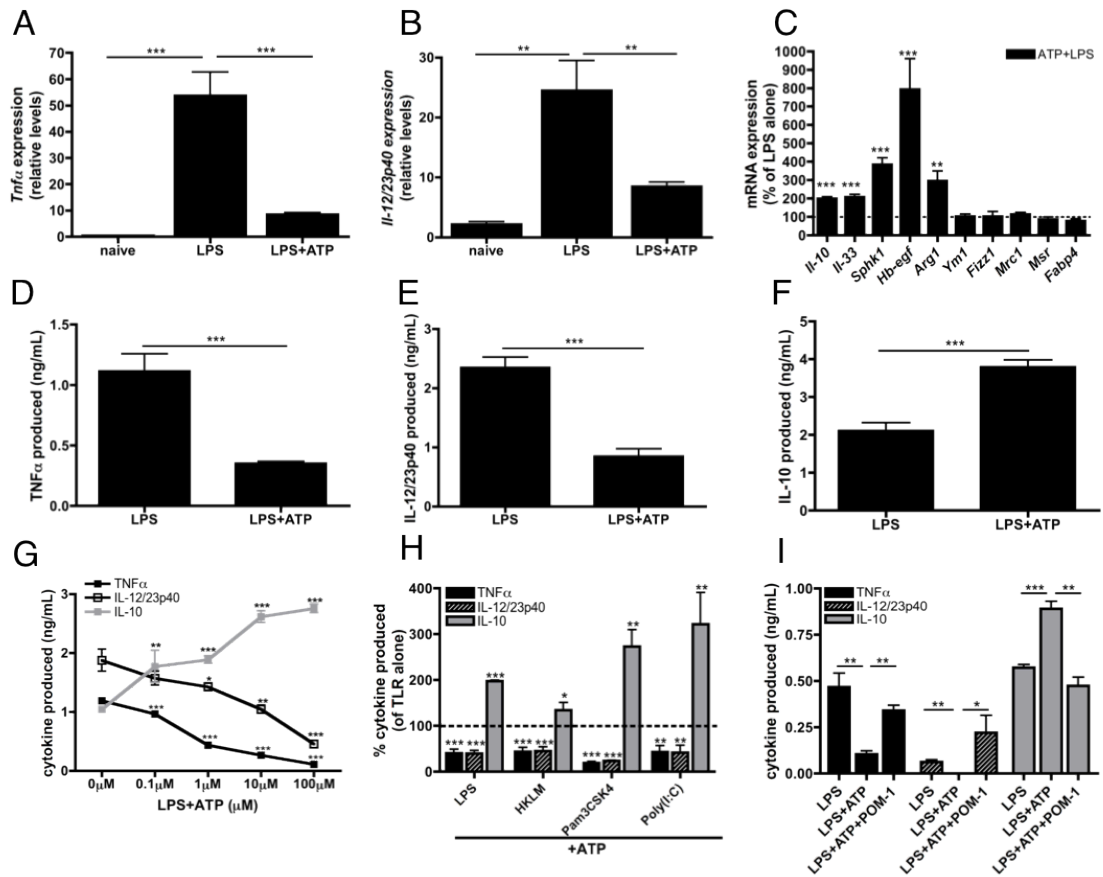 A
Tnfα expression
(relative levels)
70
60
50
40
30
20
10
0
***
***
naive
LPS
LPS+ATP
B
Il-12/23p40 expression
(relative levels)
30
20
10
0
**
**
naive
LPS
LPS+ATP
C
mRNA expression
(% of LPS alone)
1000
900
800
700
600
500
400
300
200
100
0
ATP+LPS
***
***
***
***
**
Il-10
Il-33
Sphk1
Hb-egf
Arg1
Ym1
Fizz1
Mrc1
Msr
Fabp4
D
TNFα produced (ng/mL)
1.5
1.0
0.5
0.0
***
LPS
LPS+ATP
E
IL-12/23p40 produced (ng/mL)
3
2
1
0
***
LPS
LPS+ATP
F
IL-10 produced (ng/mL)
5
4
3
2
1
0
***
LPS
LPS+ATP
G
TNFα
IL-12/23p40
IL-10
cytokine produced (ng/mL)
3
2
1
0
**
***
***
***
*
**
***
***
***
***
***
0μM
0.1μM
1μM
10μM
100μM
LPS+ATP (μM)
H
% cytokine produced
(of TLR alone)
400
300
200
100
0
TNFα
IL-12/23p40
IL-10
*** *** ***
*** *** *
*** *** **
** ** **
LPS
HKLM
Pam3CSK4
Poly(I:C)
+ATP
I
cytokine produced (ng/mL)
1.00
0.75
0.50
0.25
0.00
TNFα
IL-12/23p40
IL-10
** **
** *
*** **
LPS
LPS+ATP
LPS+ATP+POM-1
LPS
LPS+ATP
LPS+ATP+POM-1
LPS
LPS+ATP
LPS+ATP+POM-1